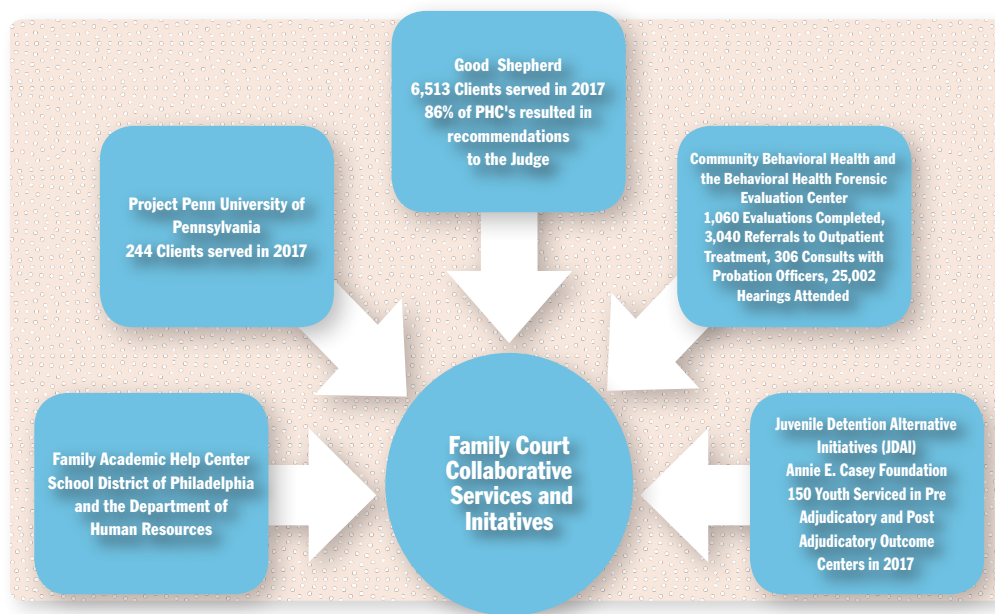 Good Shepherd
6,513 Clients served in 2017
86% of PHC's resulted in
recommendations
to the Judge
Project Penn University of
Pennsylvania
244 Clients served in 2017
Community Behavioral Health and
the Behavioral Health Forensic
Evaluation Center
1,060 Evaluations Completed,
3,040 Referrals to Outpatient
Treatment, 306 Consults with
Probation Officers, 25,002
Hearings Attended
Family Academic Help Center
School District of Philadelphia
and the Department of
Human Resources
Family Court
Collaborative
Services and
Initatives
Juvenile Detention Alternative
Initiatives (JDAI)
Annie E. Casey Foundation
150 Youth Serviced in Pre
Adjudicatory and Post
Adjudicatory Outcome
Centers in 2017